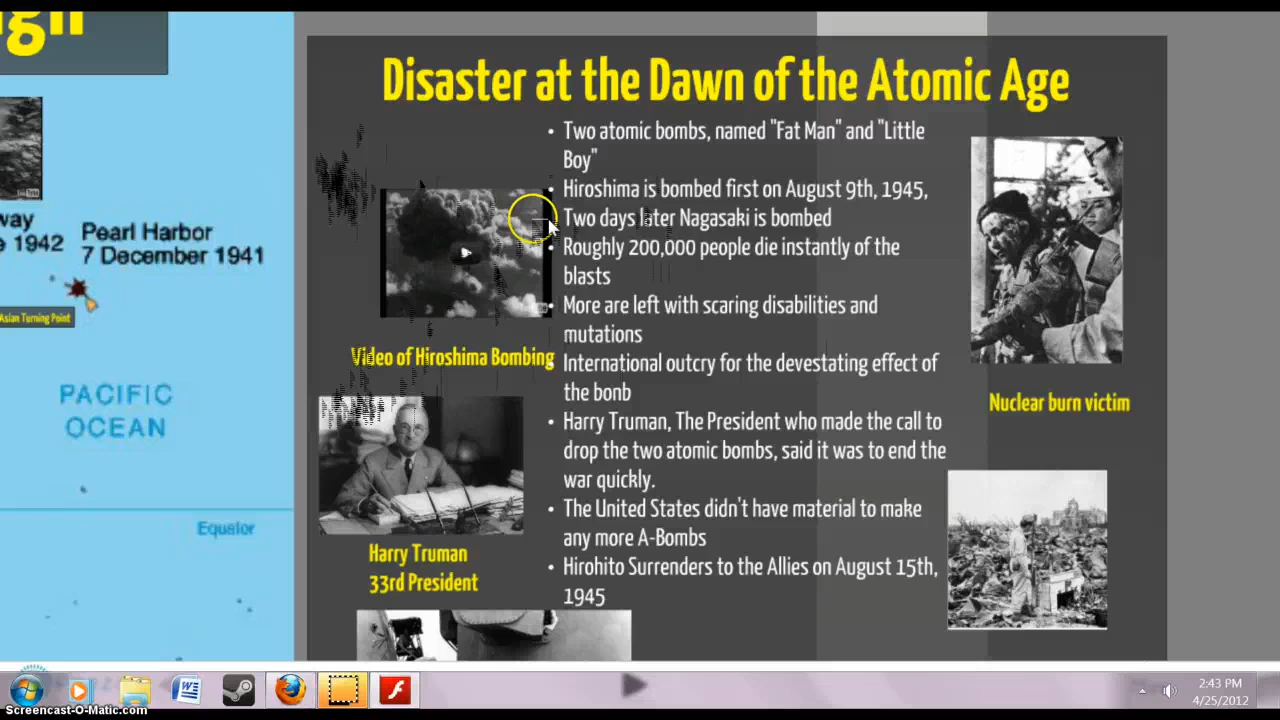 gn"
way
e 1942
Pearl Harbor
7 December 1941
Asian Turning Point
PACIFIC
OCEAN
Equator
Disaster at the Dawn of the Atomic Age
• Two atomic bombs, named "Fat Man" and "Little
Boy"
• Hiroshima is bombed first on August 9th, 1945,
Two days later Nagasaki is bombed
• Roughly 200,000 people die instantly of the
blasts
• More are left with scaring disabilities and
mutations
International outcry for the devestating effect of
the bonb
• Harry Truman, The President who made the call to
drop the two atomic bombs, said it was to end the
war quickly.
• The United States didn't have material to make
any more A-Bombs
• Hirohito Surrenders to the Allies on August 15th,
1945
Video of Hiroshima Bombing
Harry Truman
33rd President
Nuclear burn victim
2:43 PM
4/25/2012
Screencast-O-Matic.com